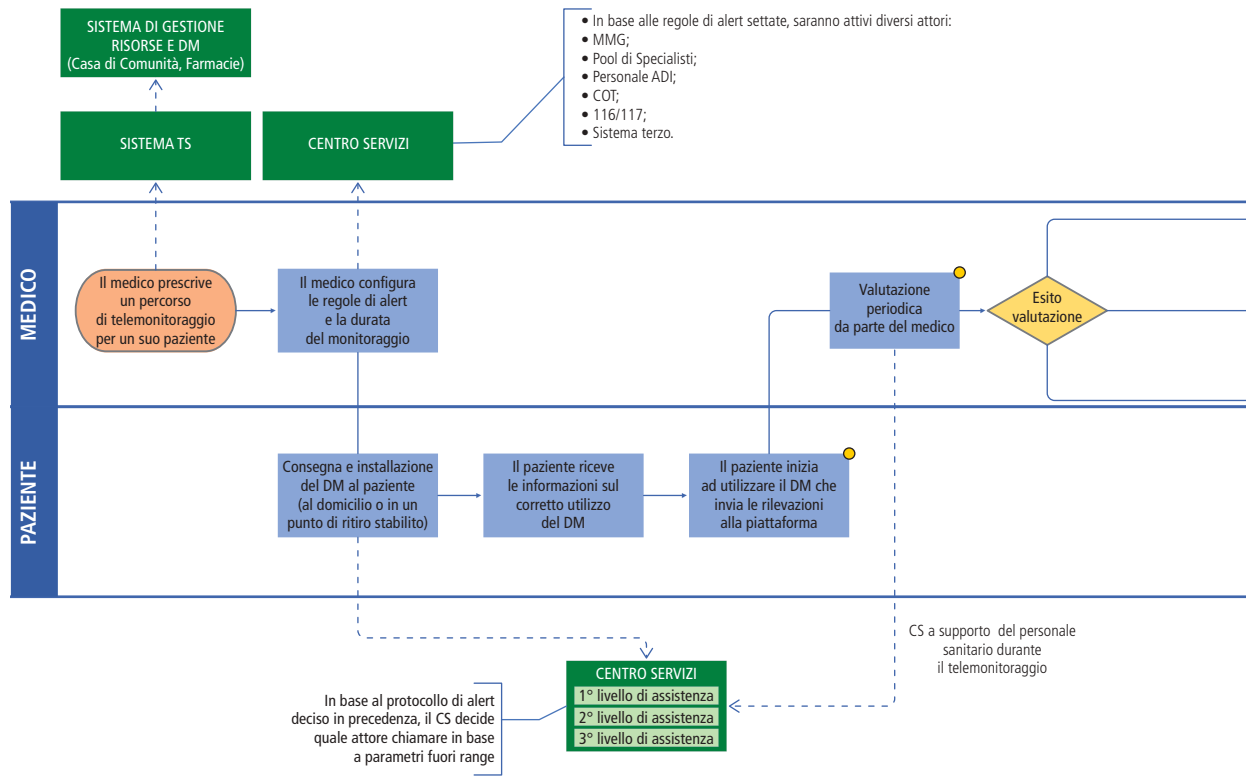 SISTEMA DI GESTIONE
RISORSE E DM
(Casa di Comunità, Farmacie)
• In base alle regole di alert settate, saranno attivi diversi attori:
• MMG;
• Pool di Specialisti;
• Personale ADI;
• COT;
• 116/117;
• Sistema terzo.
SISTEMA TS
CENTRO SERVIZI
MEDICO
Il medico prescrive
un percorso
di telemonitoraggio
per un suo paziente
Il medico configura
le regole di alert
e la durata
del monitoraggio
Valutazione
periodica
da parte del medico
Esito
valutazione
PAZIENTE
Consegna e installazione
del DM al paziente
(al domicilio o in un
punto di ritiro stabilito)
Il paziente riceve
le informazioni sul
corretto utilizzo
del DM
Il paziente inizia
ad utilizzare il DM che
invia le rilevazioni
alla piattaforma
CS a supporto del personale
sanitario durante
il telemonitoraggio
In base al protocollo di alert
deciso in precedenza, il CS decide
quale attore chiamare in base
a parametri fuori range
CENTRO SERVIZI
1° livello di assistenza
2° livello di assistenza
3° livello di assistenza